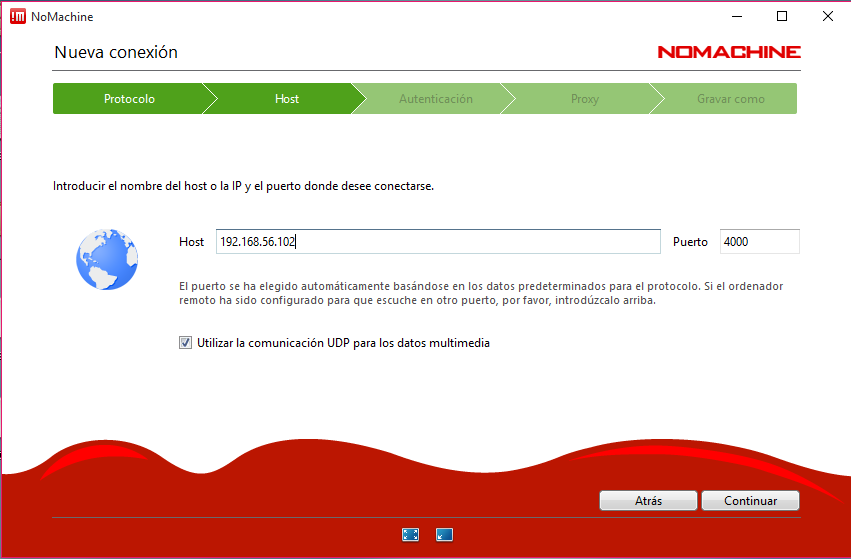 !M NoMachine
Nueva conexión
NOMACHINE
Protocolo
Host
Autenticación
Proxy
Gravar como
Introducir el nombre del host o la IP y el puerto donde desee conectarse.
Host
192.168.56.102
Puerto
4000
El puerto se ha elegido automáticamente basándose en los datos predeterminados para el protocolo. Si el ordenador
remoto ha sido configurado para que escuche en otro puerto, por favor, introdúzcalo arriba.
Utilizar la comunicación UDP para los datos multimedia
Atrás
Continuar